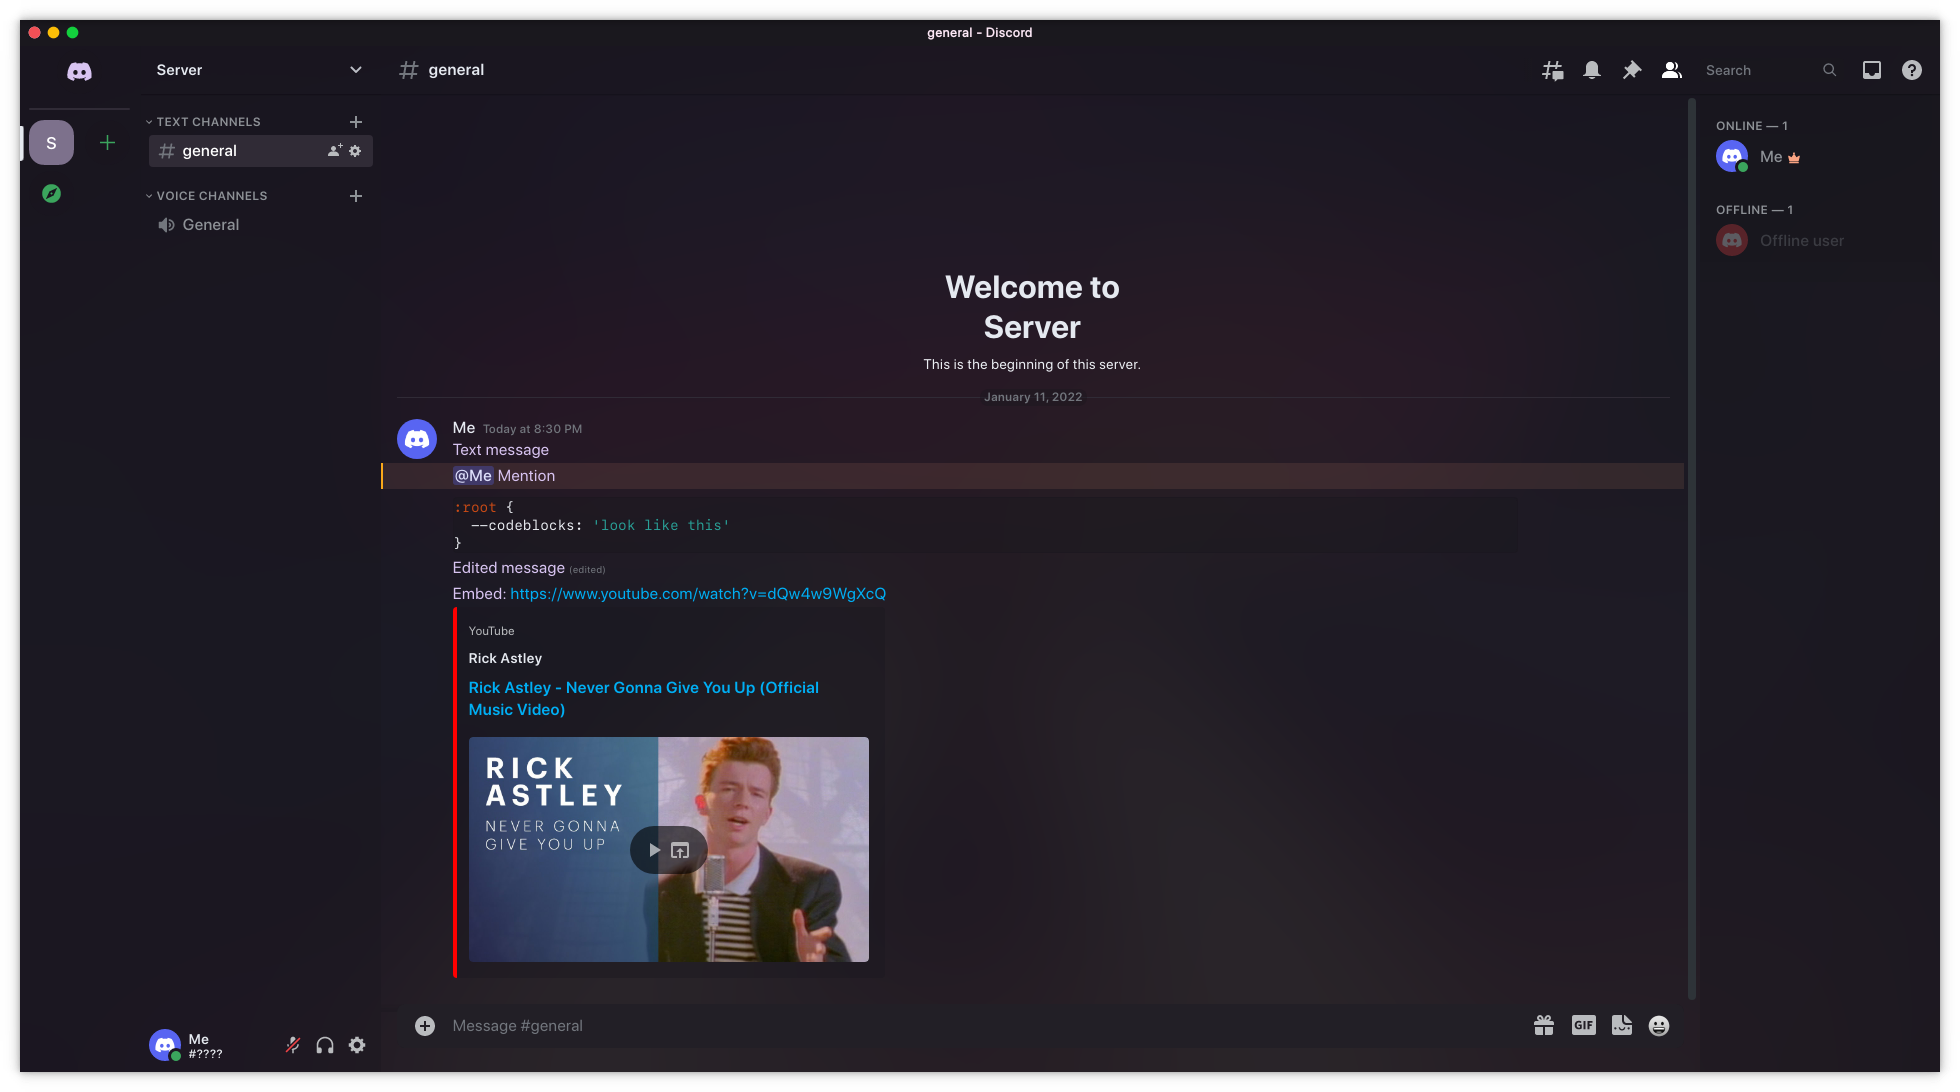 general - Discord
Server
general
Search
TEXT CHANNELS
S
general
VOICE CHANNELS
General
ONLINE — 1
Me
OFFLINE — 1
Offline user
Welcome to
Server
This is the beginning of this server.
January 11, 2022
Me Today at 8:30 PM
Text message
@Me Mention
:root {
--codeblocks: 'look like this'
}
Edited message (edited)
Embed: https://www.youtube.com/watch?v=dQw4w9WgXcQ
YouTube
Rick Astley
Rick Astley - Never Gonna Give You Up (Official
Music Video)
RICK
ASTLEY
NEVER GONNA
GIVE YOU UP
Me
#????
Message #general
GIF